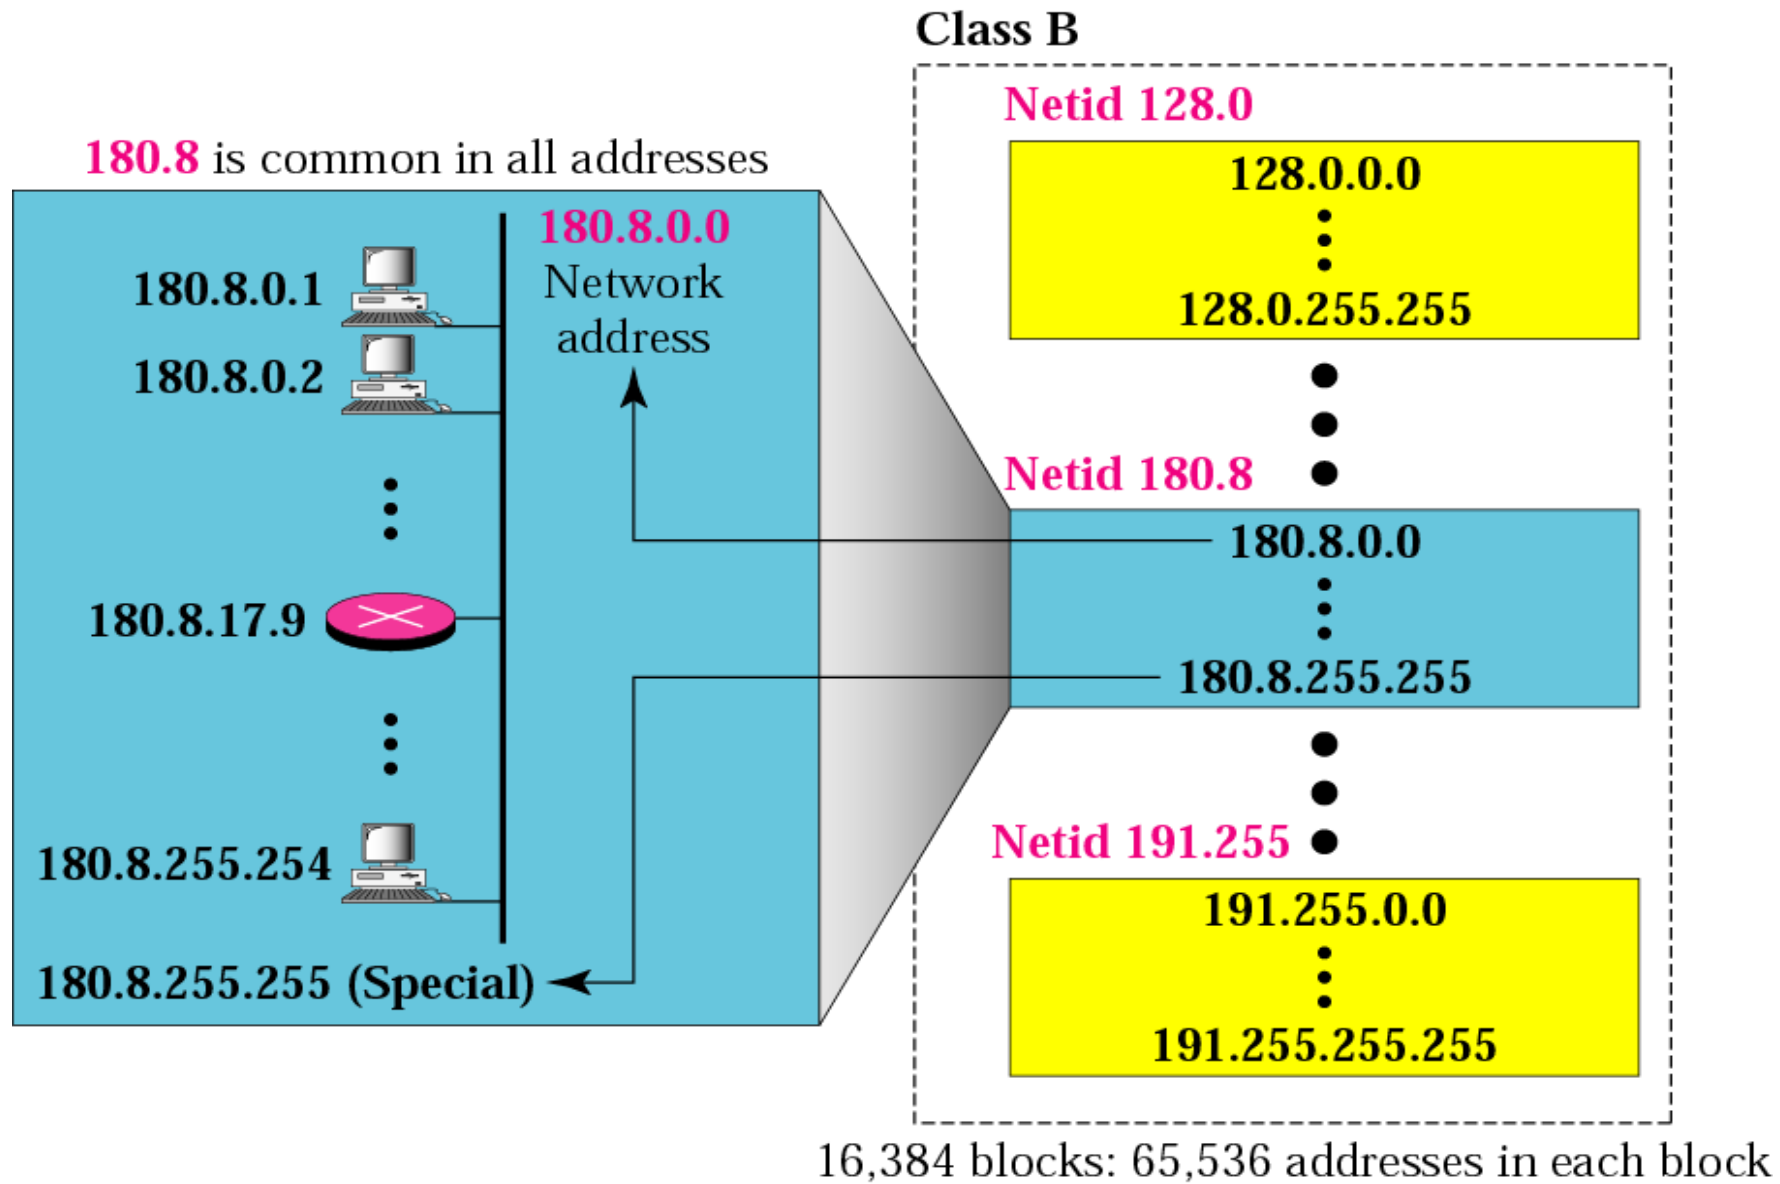 Class B
Netid 128.0
128.0.0.0
128.0.255.255
180.8 is common in all addresses
180.8.0.0
Network
address
180.8.0.1
180.8.0.2
180.8.17.9
180.8.255.254
180.8.255.255 (Special)
Netid 180.8
180.8.0.0
180.8.255.255
Netid 191.255
191.255.0.0
191.255.255.255
16,384 blocks: 65,536 addresses in each block